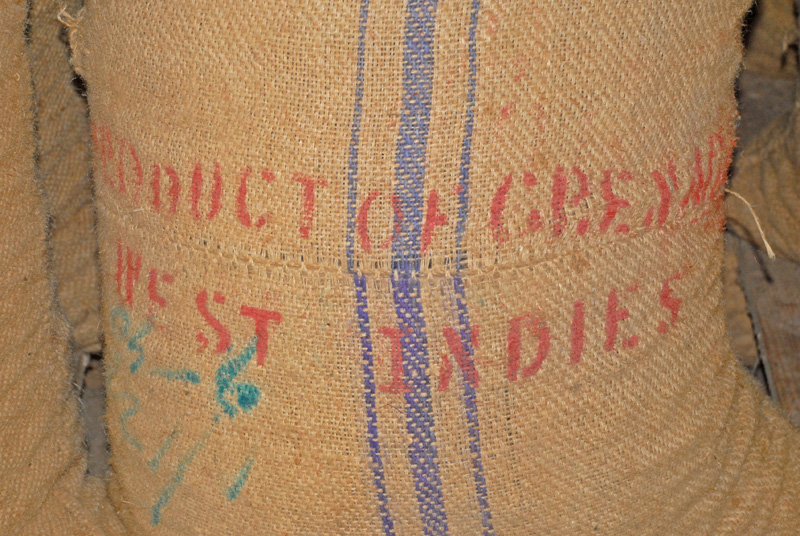 PRODUCT OF GRENAD
WEST INDIES